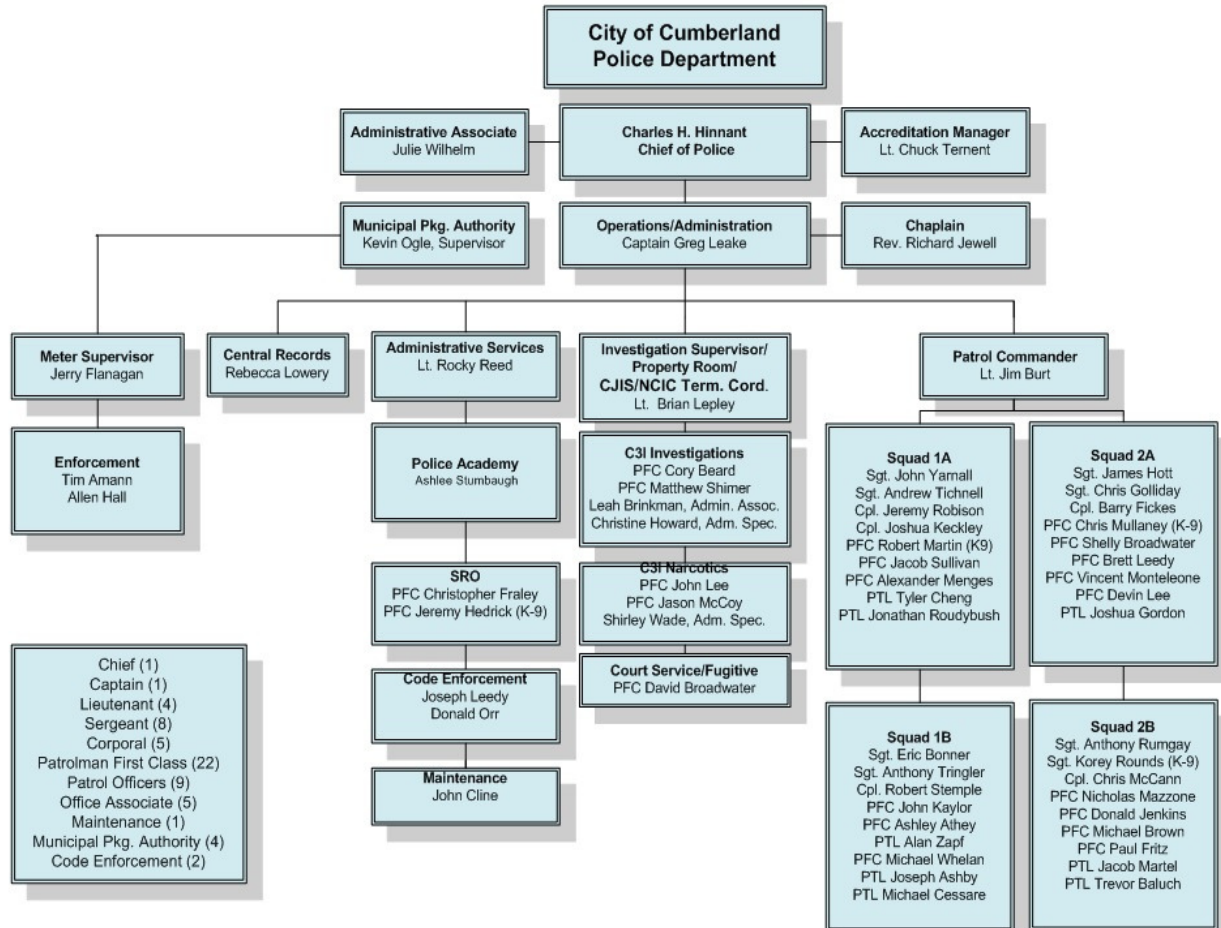 City of Cumberland
Police Department
Administrative Associate
Julie Wilhelm
Charles H. Hinnant
Chief of Police
Accreditation Manager
Lt. Chuck Ternent
Municipal Pkg. Authority
Kevin Ogle, Supervisor
Operations/Administration
Captain Greg Leake
Chaplain
Rev. Richard Jewell
Meter Supervisor
Jerry Flanagan
Central Records
Rebecca Lowery
Administrative Services
Lt. Rocky Reed
Investigation Supervisor/
Property Room/
CJIS/NCIC Term. Cord.
Lt. Brian Lepley
Patrol Commander
Lt. Jim Burt
Enforcement
Tim Amann
Allen Hall
Police Academy
Ashlee Stumbaugh
C3I Investigations
PFC Cory Beard
PFC Matthew Shimer
Leah Brinkman, Admin. Assoc.
Christine Howard, Adm. Spec.
Squad 1A
Sgt. John Yarnall
Sgt. Andrew Tichnell
Cpl. Jeremy Robison
Cpl. Joshua Keckley
PFC Robert Martin (K9)
PFC Jacob Sullivan
PFC Alexander Menges
PTL Tyler Cheng
PTL Jonathan Roudybush
Squad 2A
Sgt. James Hott
Sgt. Chris Golliday
Cpl. Barry Fickes
PFC Chris Mullaney (K-9)
PFC Shelly Broadwater
PFC Brett Leedy
PFC Vincent Monteleone
PFC Devin Lee
PTL Joshua Gordon
SRO
PFC Christopher Fraley
PFC Jeremy Hedrick (K-9)
C3I Narcotics
PFC John Lee
PFC Jason McCoy
Shirley Wade, Adm. Spec.
Code Enforcement
Joseph Leedy
Donald Orr
Court Service/Fugitive
PFC David Broadwater
Maintenance
John Cline
Squad 1B
Sgt. Eric Bonner
Sgt. Anthony Tringler
Cpl. Robert Stemple
PFC John Kaylor
PFC Ashley Athey
PTL Alan Zapf
PFC Michael Whelan
PTL Joseph Ashby
PTL Michael Cessare
Squad 2B
Sgt. Anthony Rumgay
Sgt. Korey Rounds (K-9)
Cpl. Chris McCann
PFC Nicholas Mazzone
PFC Donald Jenkins
PFC Michael Brown
PFC Paul Fritz
PTL Jacob Martel
PTL Trevor Baluch
Chief (1)
Captain (1)
Lieutenant (4)
Sergeant (8)
Corporal (5)
Patrolman First Class (22)
Patrol Officers (9)
Office Associate (5)
Maintenance (1)
Municipal Pkg. Authority (4)
Code Enforcement (2)